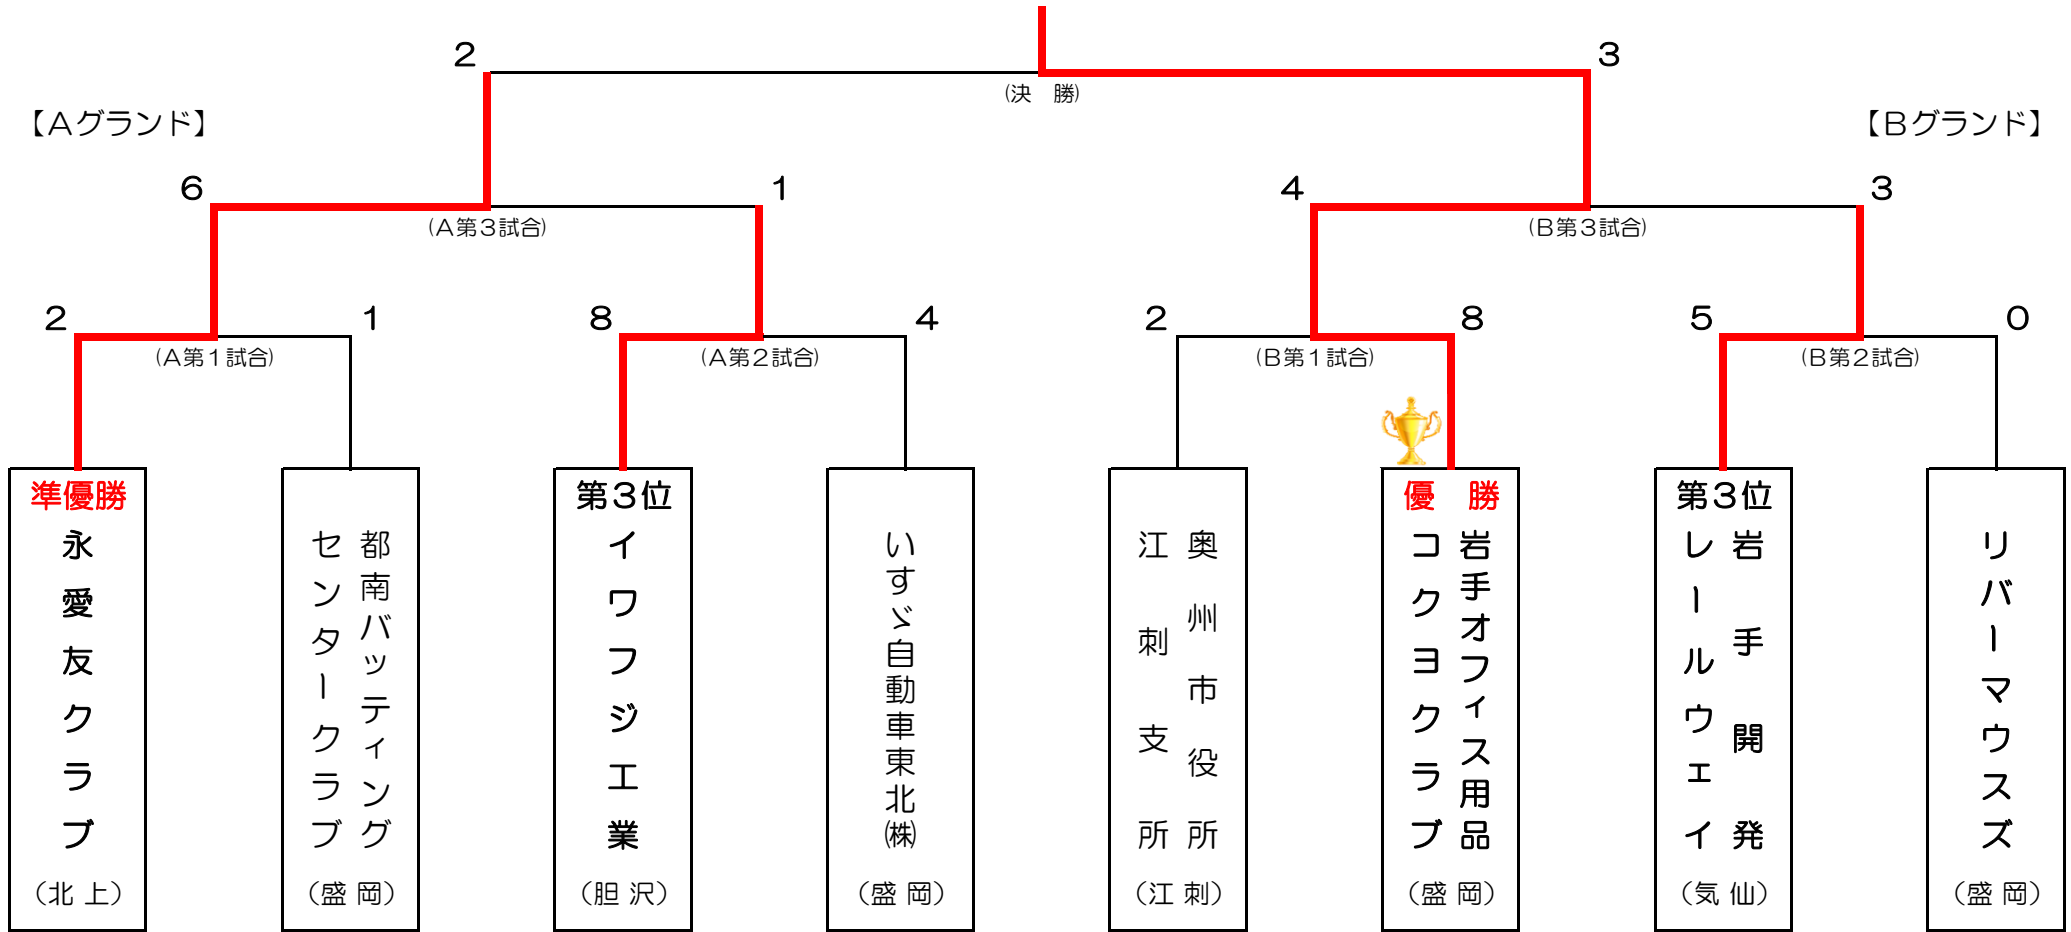 2
3
(決　勝)
【Aグランド】
【Bグランド】
6
1
4
3
(A第3試合)
(B第3試合)
2
1
8
4
2
8
5
0
(A第1試合)
(A第2試合)
(B第1試合)
(B第2試合)
準優勝
永愛友クラブ
(北上)
都南バッティング
センタークラブ
(盛岡)
第3位
イワフジ工業
(胆沢)
いすゞ自動車東北㈱
(盛岡)
奥州市役所
江刺支所
(江刺)
優　勝
岩手オフィス用品
コクヨクラブ
(盛岡)
第3位
岩手開発
レールウェイ
(気仙)
リバーマウスズ
(盛岡)